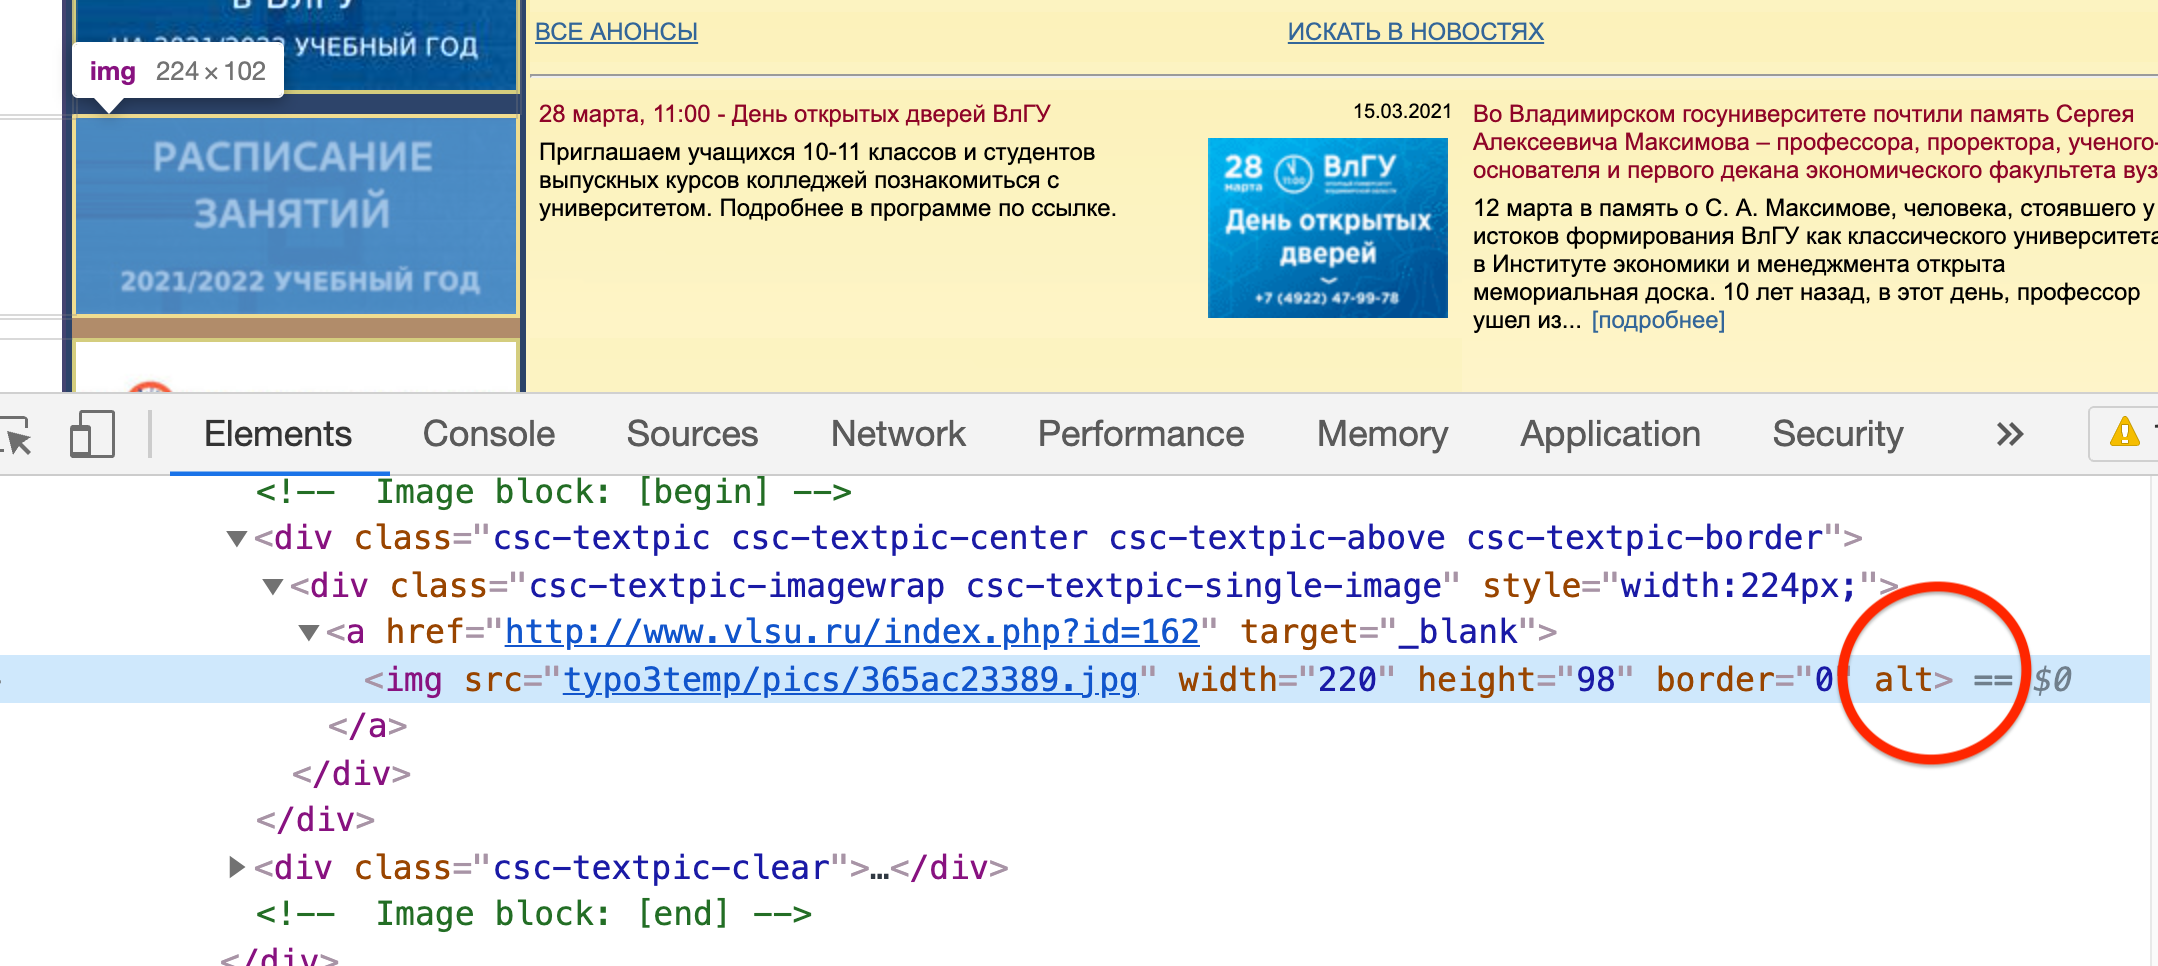 в ВлГУ
НА 2021/2022 УЧЕБНЫЙ ГОД
img 224 × 102
РАСПИСАНИЕ
ЗАНЯТИЙ
2021/2022 УЧЕБНЫЙ ГОД
ВСЕ АНОНСЫ
ИСКАТЬ В НОВОСТЯХ
28 марта, 11:00 - День открытых дверей ВлГУ
Приглашаем учащихся 10-11 классов и студентов
выпускных курсов колледжей познакомиться с
университетом. Подробнее в программе по ссылке.
15.03.2021
28
марта
11:00
ВлГУ
День открытых
дверей
+7 (4922) 47-99-78
Во Владимирском госуниверситете почтили память Сергея
Алексеевича Максимова – профессора, проректора, ученого-
основателя и первого декана экономического факультета вуз
12 марта в память о С. А. Максимове, человека, стоявшего у
истоков формирования ВлГУ как классического университета
в Институте экономики и менеджмента открыта
мемориальная доска. 10 лет назад, в этот день, профессор
ушел из... [подробнее]
Elements Console Sources Network Performance Memory Application Security »
<!-- Image block: [begin] -->
<div class="csc-textpic csc-textpic-center csc-textpic-above csc-textpic-border">
<div class="csc-textpic-imagewrap csc-textpic-single-image" style="width:224px;">
<a href="http://www.vlsu.ru/index.php?id=162" target="_blank">
<img src="typo3temp/pics/365ac23389.jpg" width="220" height="98" border="0" alt> == $0
</a>
</div>
</div>
<div class="csc-textpic-clear">…</div>
<!-- Image block: [end] -->
</div>